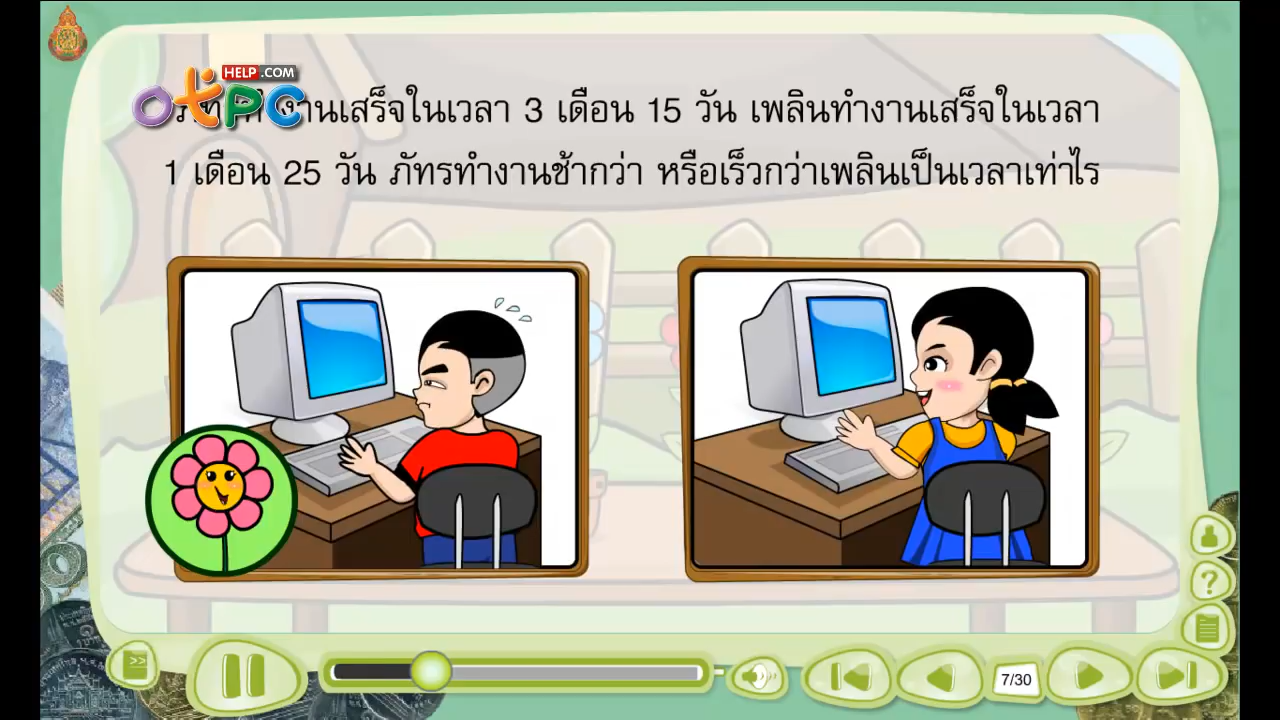 HELP.COM
OTPC
งานเสร็จในเวลา 3 เดือน 15 วัน เพลินทำงานเสร็จในเวลา
1 เดือน 25 วัน ภัทรทำงานช้ากว่า หรือเร็วกว่าเพลินเป็นเวลาเท่าไร
>>
?
7/30